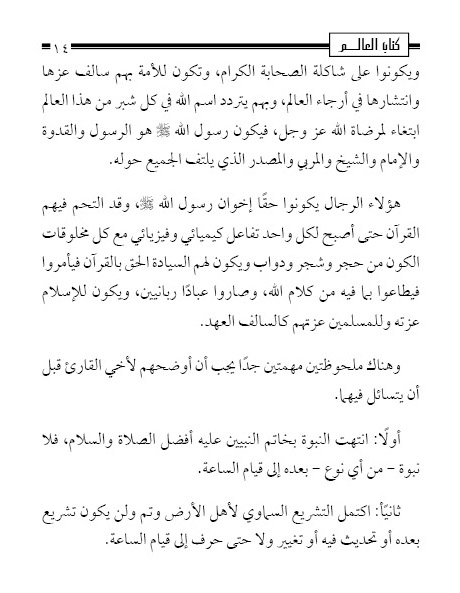 كتاب العالم
١٤
ويكونوا على شاكلة الصحابة الكرام، وتكون للأمة بهم سالف عزها
وانتشارها في أرجاء العالم، وبهم يتردد اسم الله في كل شبر من هذا العالم
ابتغاء لمرضاة الله عز وجل، فيكون رسول الله ﷺ هو الرسول والقدوة
والإمام والشيخ والمربي والمصدر الذي يلتف الجميع حوله.
هؤلاء الرجال يكونوا حقًا إخوان رسول الله ﷺ، وقد التحم فيهم
القرآن حتى أصبح لكل واحد تفاعل كيميائي وفيزيائي مع كل مخلوقات
الكون من حجر وشجر ودواب ويكون لهم السيادة الحق بالقرآن فيأمروا
فيطاعوا بما فيه من كلام الله، وصاروا عبادًا ربانيين، ويكون للإسلام
عزته وللمسلمين عزتهم كالسالف العهد.
وهناك ملحوظتين مهمتين جدًا يجب أن أوضحهم لأخي القارئ قبل
أن يتسائل فيهما.
أولًا: انتهت النبوة بخاتم النبيين عليه أفضل الصلاة والسلام، فلا
نبوة – من أي نوع – بعده إلى قيام الساعة.
ثانيًأ: اكتمل التشريع السماوي لأهل الأرض وتم ولن يكون تشريع
بعده أو تحديث فيه أو تغيير ولا حتى حرف إلى قيام الساعة.